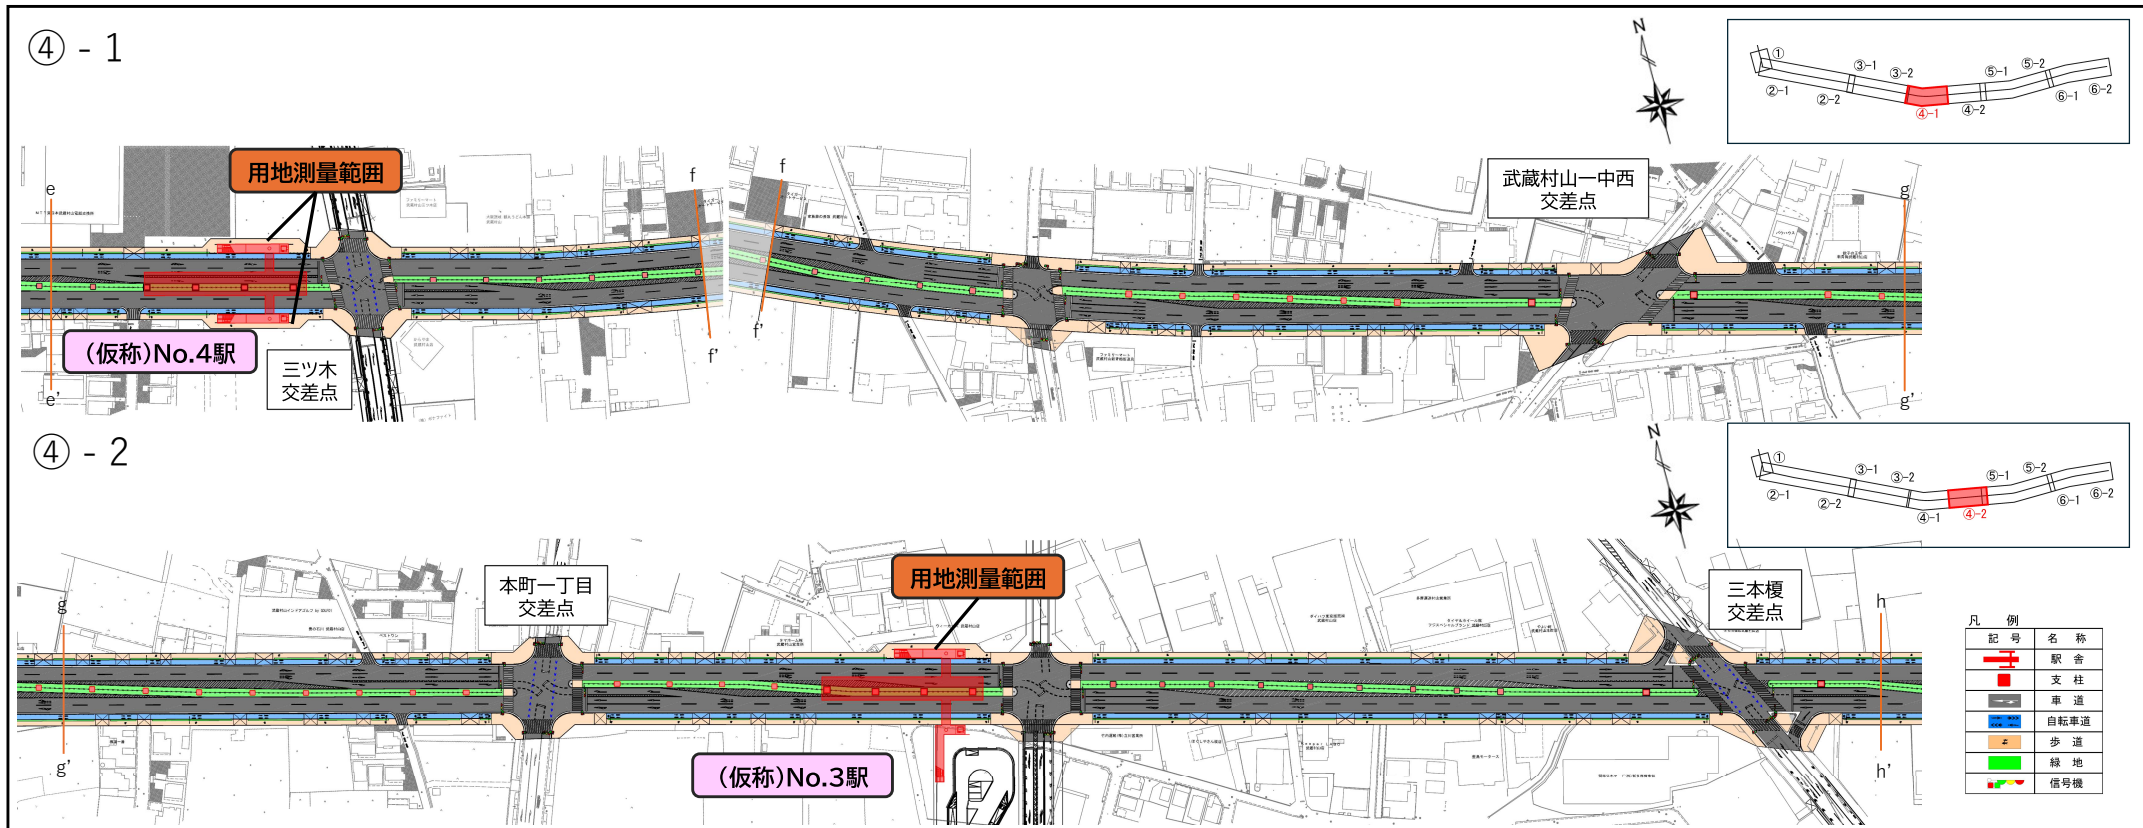 ④ - 1
N
①
②-1
②-2
③-1
③-2
④-1
④-2
⑤-1
⑤-2
⑥-1
⑥-2
用地測量範囲
武蔵村山一中西
交差点
e
f
f
g
(仮称)No.4駅
三ツ木
交差点
e'
f'
f'
g'
④ - 2
N
①
②-1
②-2
③-1
③-2
④-1
④-2
⑤-1
⑤-2
⑥-1
⑥-2
本町一丁目
交差点
用地測量範囲
三本榎
交差点
g
h
(仮称)No.3駅
g'
h'
凡 例
記 号 名 称
駅 舎
支 柱
車 道
自転車道
歩 道
緑 地
信号機